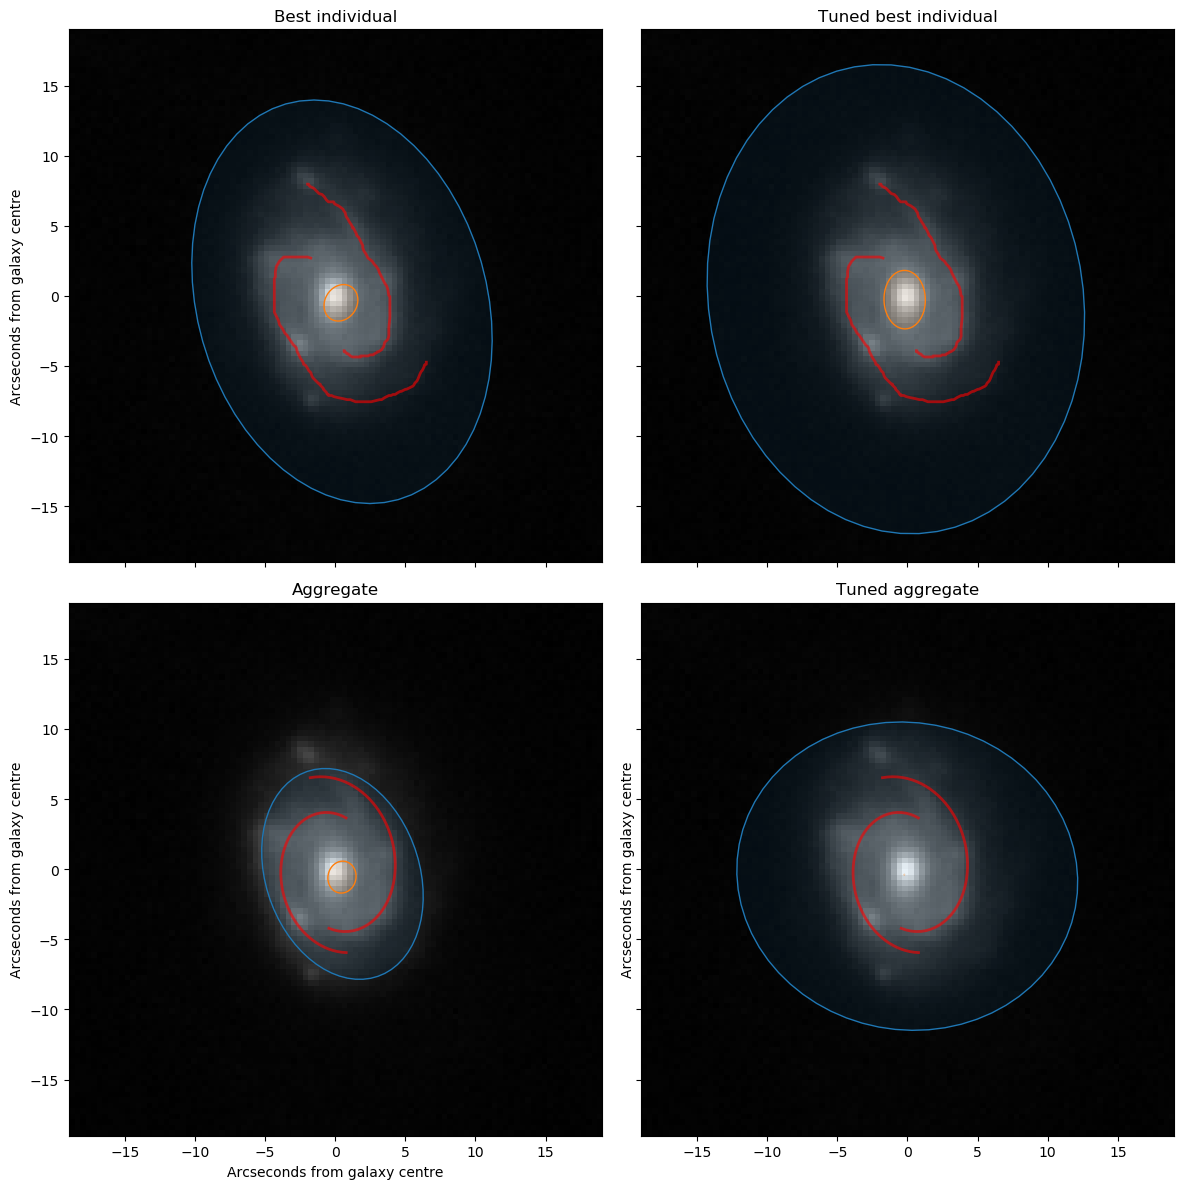 Best individual
Tuned best individual
15
10
5
0
−5
−10
−15
Arcseconds from galaxy centre
Aggregate
Tuned aggregate
15
10
5
0
−5
−10
−15
Arcseconds from galaxy centre
Arcseconds from galaxy centre
−15 −10 −5 0 5 10 15
−15 −10 −5 0 5 10 15
Arcseconds from galaxy centre